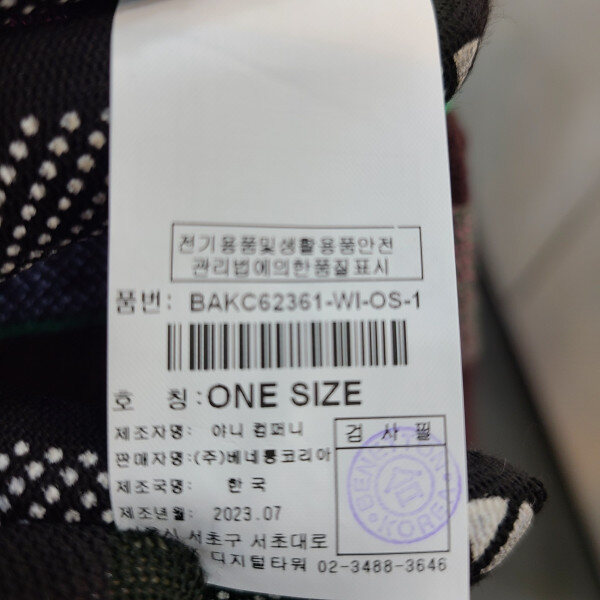 전기용품및생활용품안전
관리법에의한품질표시
품번: BAKC62361-WI-OS-1
호 칭: ONE SIZE
제조자명: 야니 컴퍼니
검 사 필
판매자명: (주)베네통코리아
제조국명: 한국
제조년월: 2023.07
BENETTON KOREA
合
서초구 서초대로
디지털타워 02-3488-3646